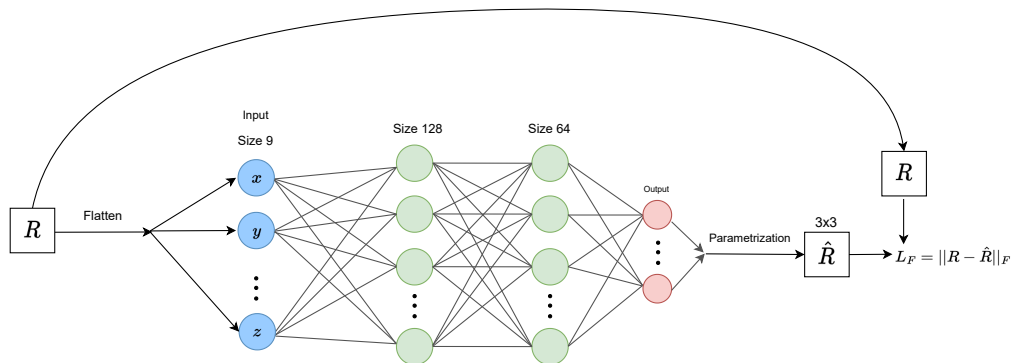 Input
Size 9
Size 128
Size 64
x
R
Output
Flatten
R
y
Parametrization
3x3
R̂
L_F = ||R − R̂||_F
z